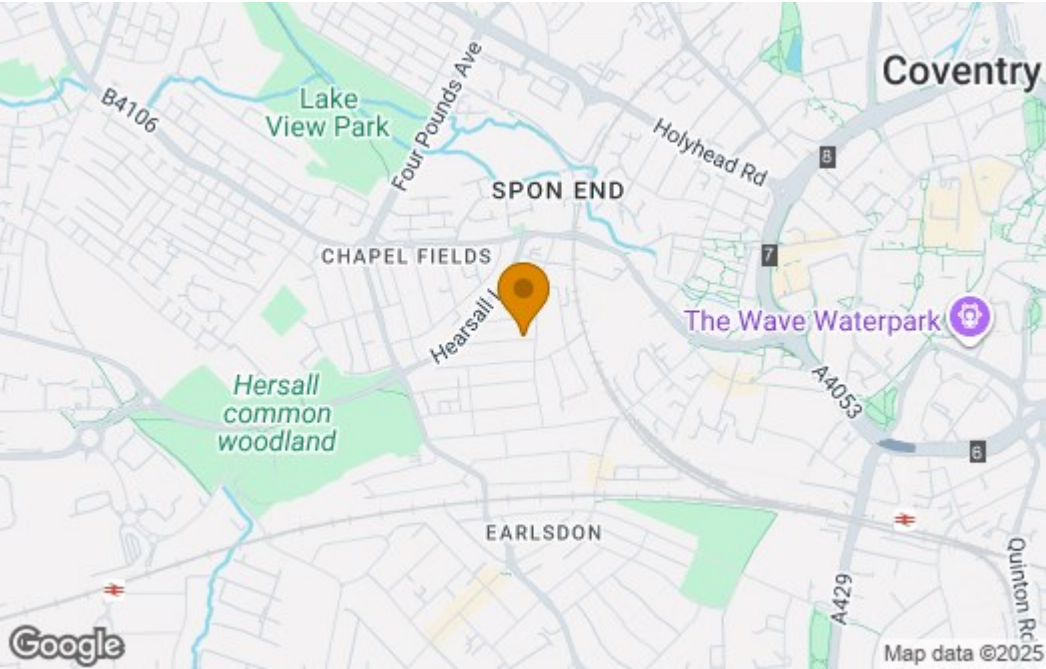 Coventry
B4106
Lake
View Park
Four Pounds Ave
Holyhead Rd
8
SPON END
CHAPEL FIELDS
7
Hearsall
The Wave Waterpark
Hersall
common
woodland
A4053
6
EARLSDON
A429
Quinton Rd
Google
Map data ©2025